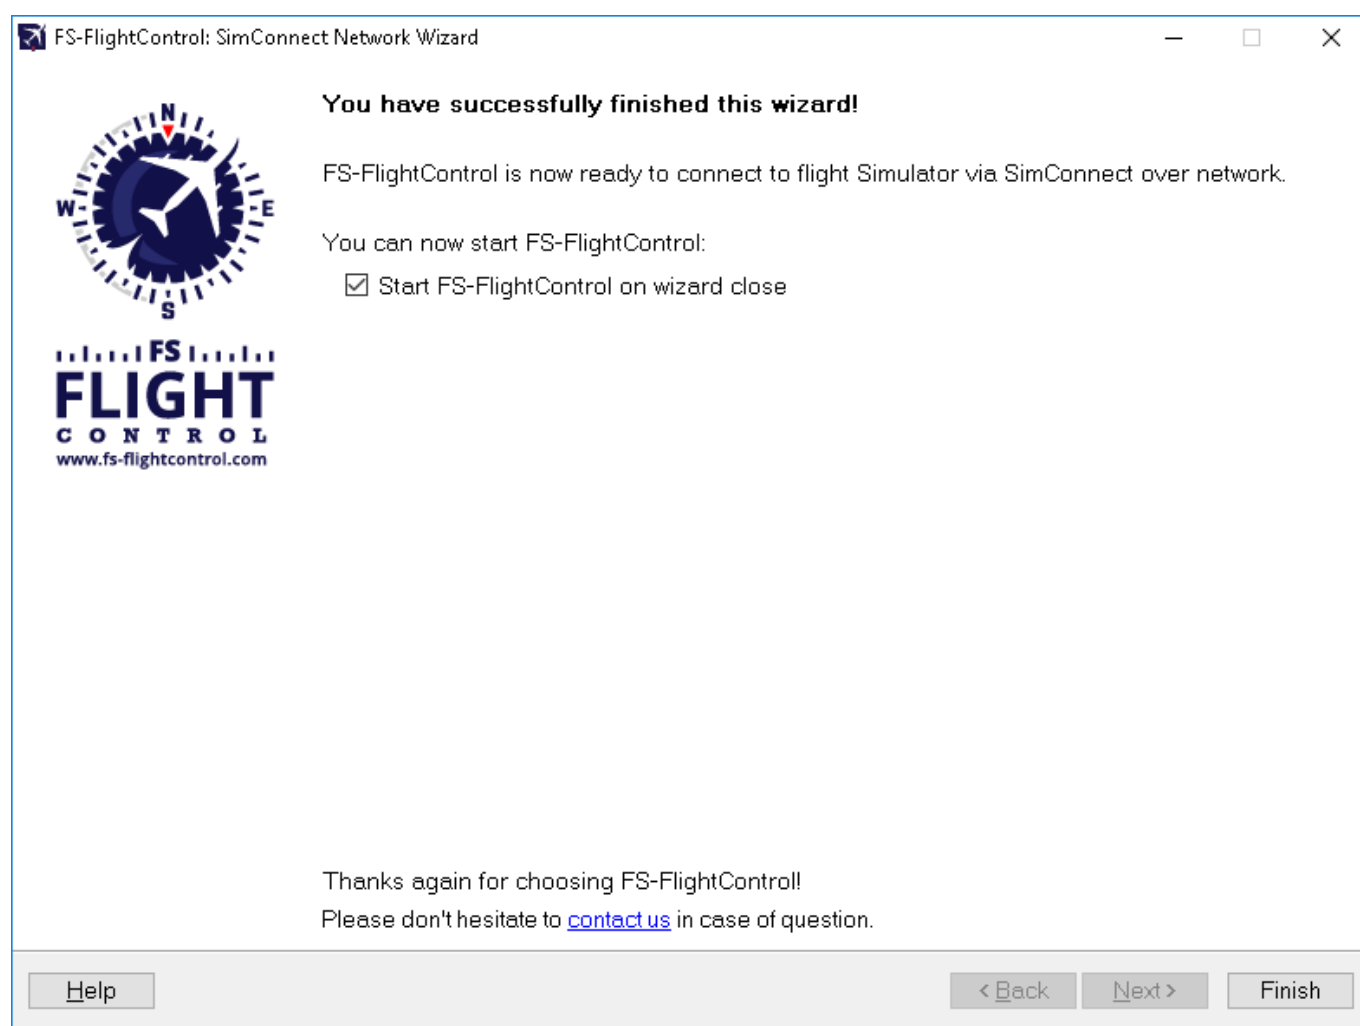 FS-FlightControl: SimConnect Network Wizard
N
W
E
S
FS
FLIGHT
CONTROL
www.fs-flightcontrol.com
You have successfully finished this wizard!
FS-FlightControl is now ready to connect to flight Simulator via SimConnect over network.
You can now start FS-FlightControl:
Start FS-FlightControl on wizard close
Thanks again for choosing FS-FlightControl!
Please don't hesitate to contact us in case of question.
Help
< Back
Next >
Finish